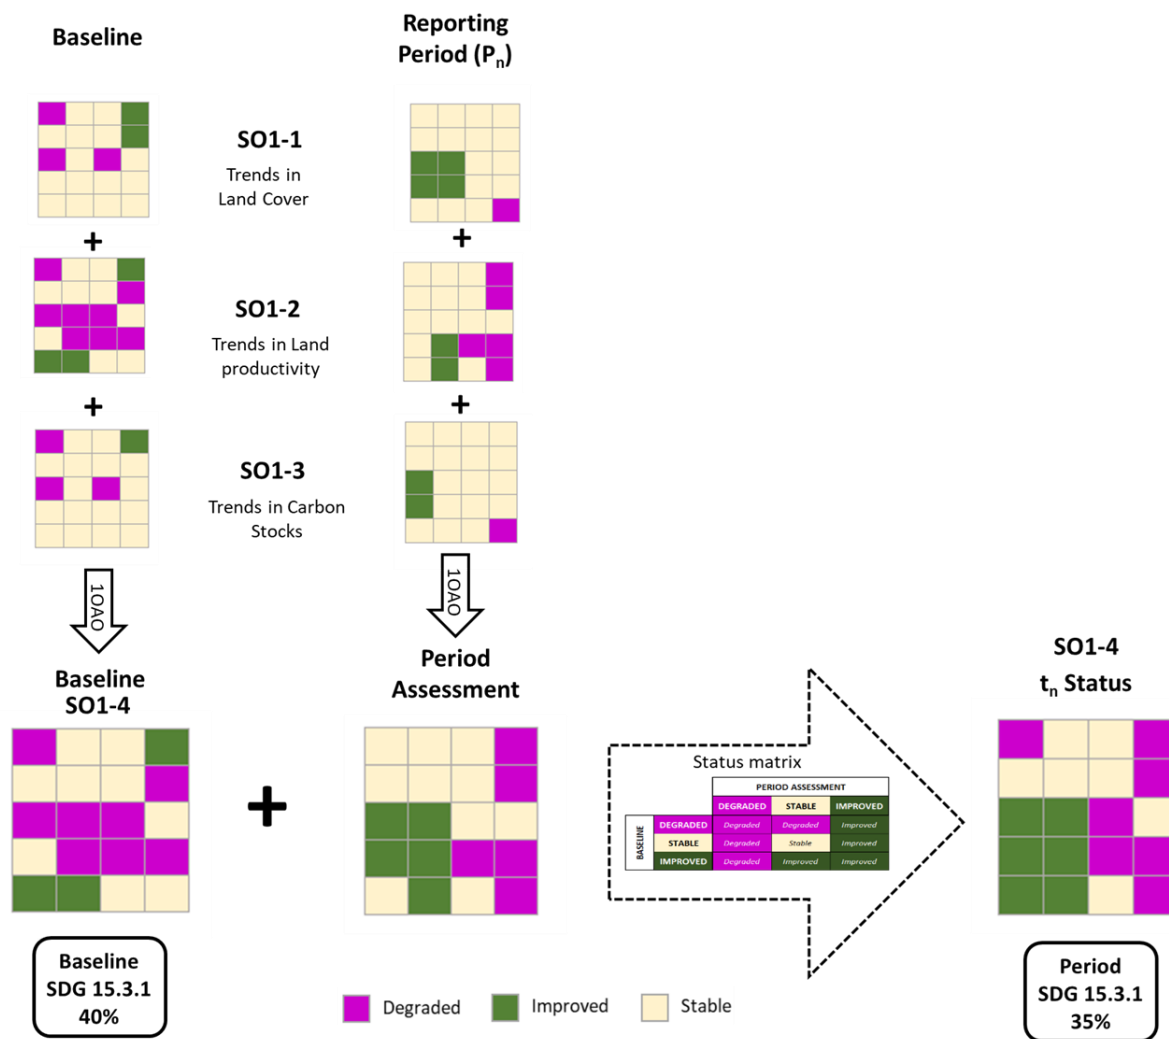 Baseline
Reporting
Period (Pn)
SO1-1
Trends in
Land Cover
+
+
SO1-2
Trends in Land
productivity
+
+
SO1-3
Trends in Carbon
Stocks
1OAO
1OAO
Baseline
SO1-4
Period
Assessment
SO1-4
tn Status
+
Status matrix
PERIOD ASSESSMENT
DEGRADED STABLE IMPROVED
BASELINE
DEGRADED Degraded Degraded Improved
STABLE Degraded Stable Improved
IMPROVED Degraded Improved Improved
Baseline
SDG 15.3.1
40%
Degraded Improved Stable
Period
SDG 15.3.1
35%